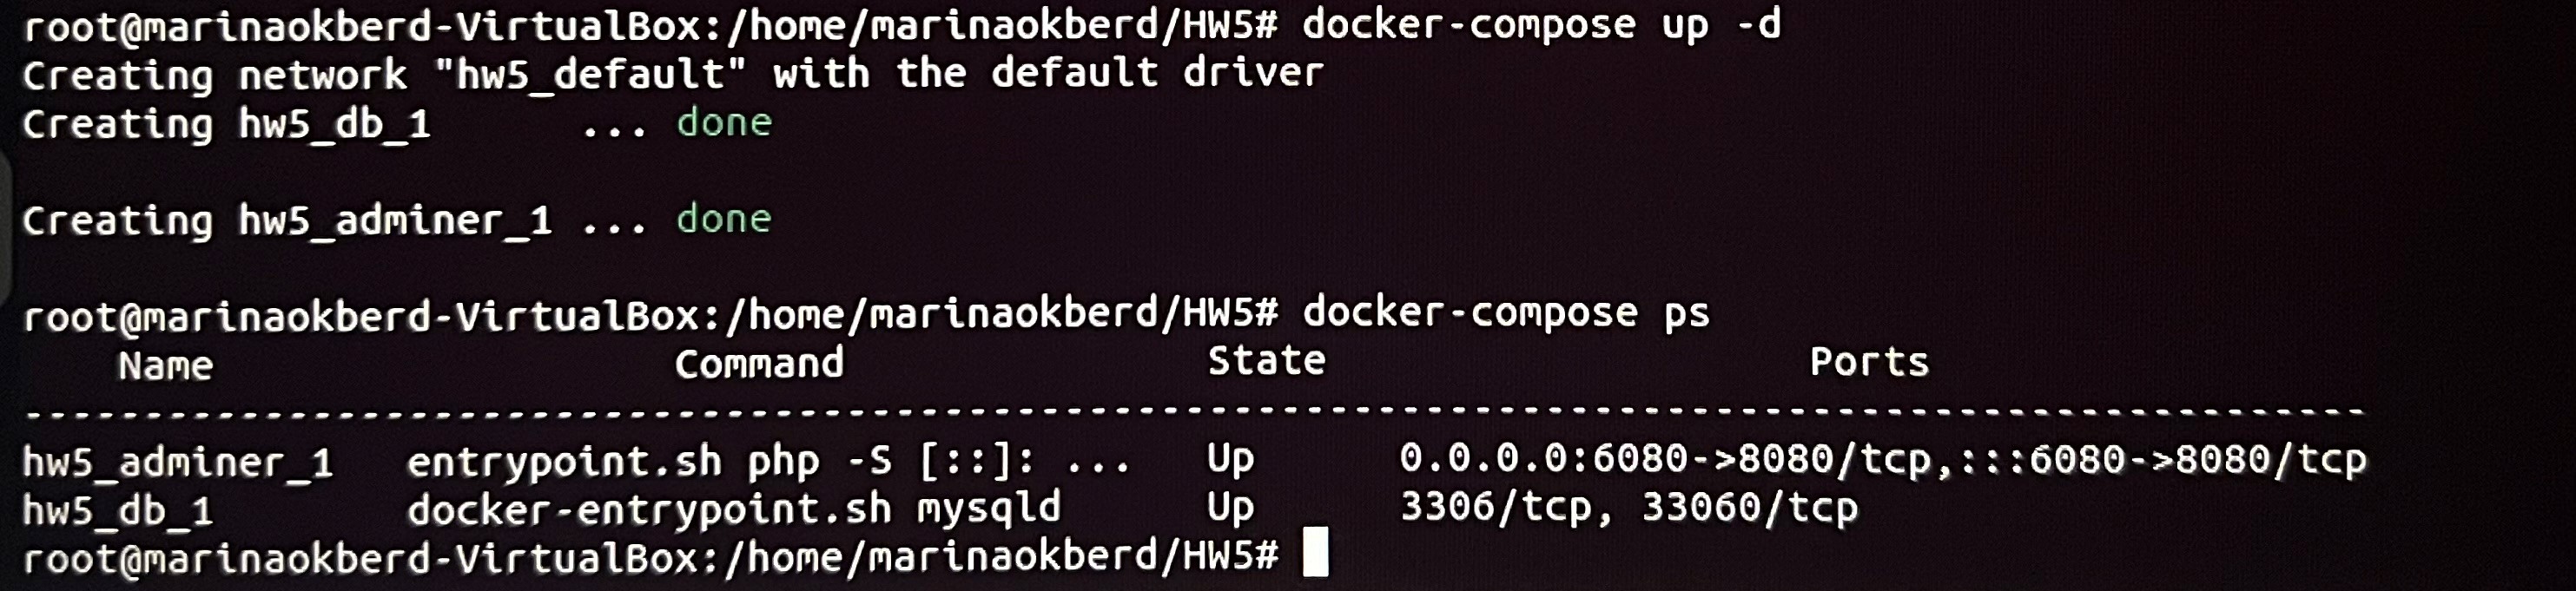 root@marinaokberd-VirtualBox:/home/marinaokberd/HW5# docker-compose up -d
Creating network "hw5_default" with the default driver
Creating hw5_db_1      ... done
Creating hw5_adminer_1 ... done
root@marinaokberd-VirtualBox:/home/marinaokberd/HW5# docker-compose ps
    Name                   Command               State                    Ports
--------------------------------------------------------------------------------------------------
hw5_adminer_1   entrypoint.sh php -S [::]: ...   Up      0.0.0.0:6080->8080/tcp,:::6080->8080/tcp
hw5_db_1        docker-entrypoint.sh mysqld      Up      3306/tcp, 33060/tcp
root@marinaokberd-VirtualBox:/home/marinaokberd/HW5#